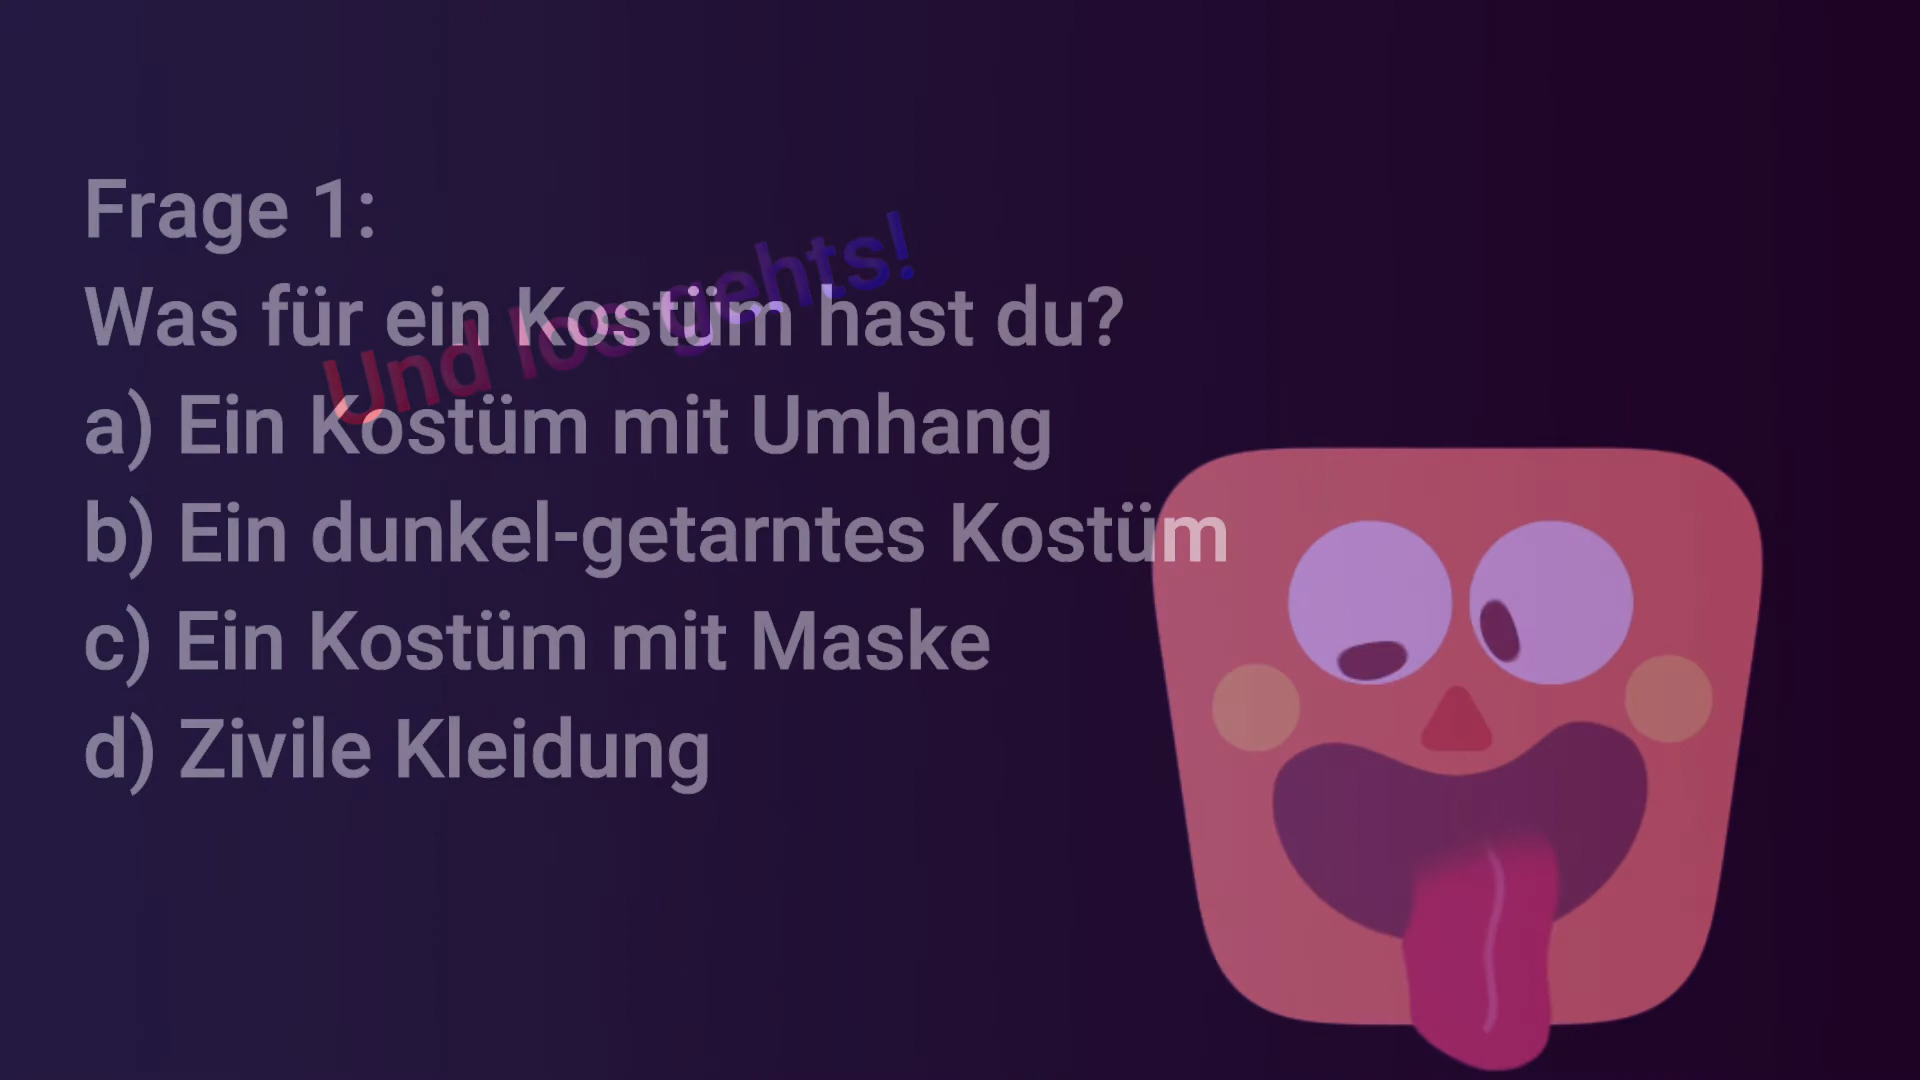 Frage 1:
Und los gehts!
Was für ein Kostüm hast du?
a) Ein Kostüm mit Umhang
b) Ein dunkel-getarntes Kostüm
c) Ein Kostüm mit Maske
d) Zivile Kleidung